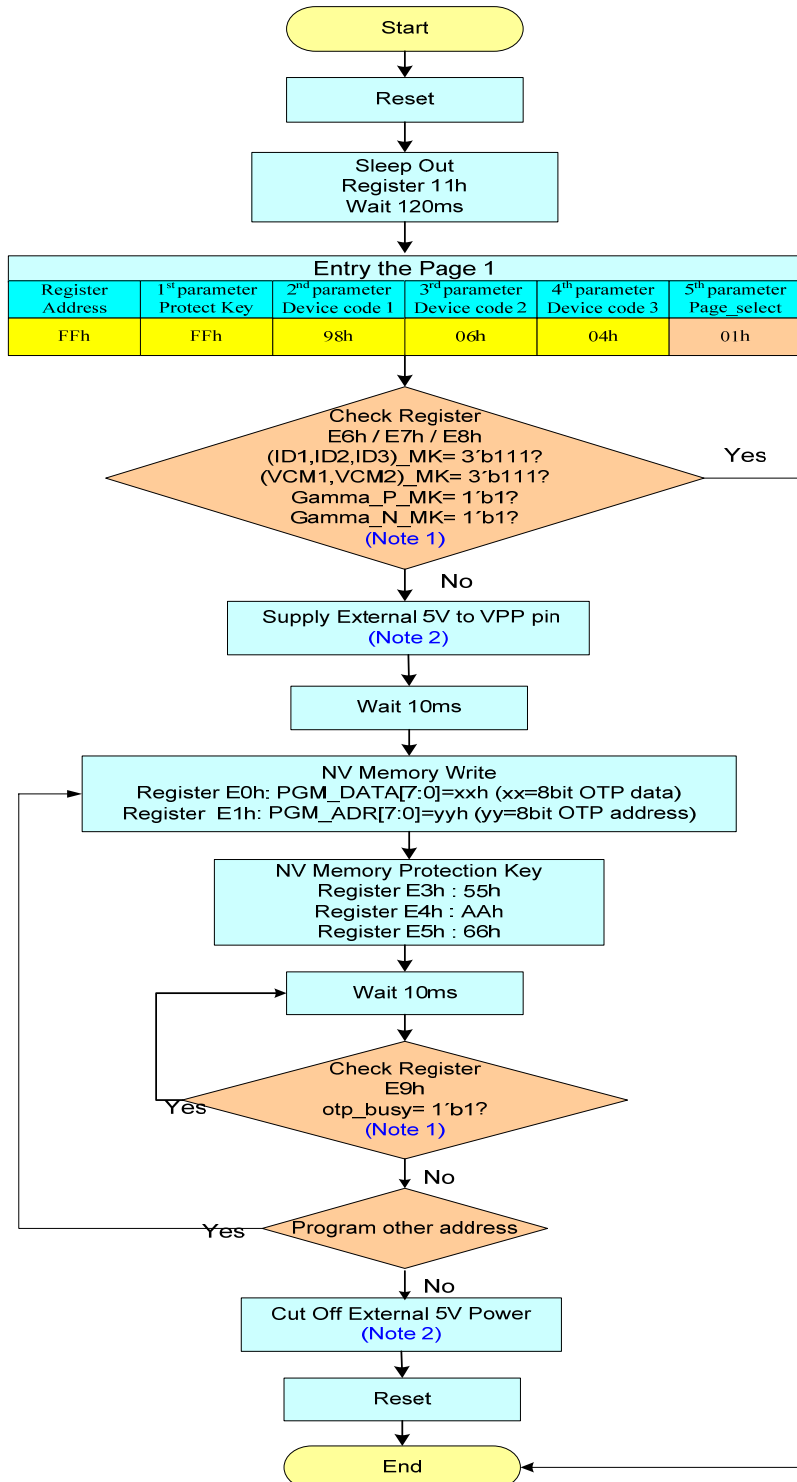 Start
Reset
Sleep Out
Register 11h
Wait 120ms
Entry the Page 1
Register Address
1st parameter Protect Key
2nd parameter Device code 1
3rd parameter Device code 2
4th parameter Device code 3
5th parameter Page_select
FFh FFh 98h 06h 04h 01h
Check Register
E6h / E7h / E8h
(ID1,ID2,ID3)_MK= 3´b111?
(VCM1,VCM2)_MK= 3´b111?
Gamma_P_MK= 1´b1?
Gamma_N_MK= 1´b1?
(Note 1)
Yes
No
Supply External 5V to VPP pin
(Note 2)
Wait 10ms
NV Memory Write
Register E0h: PGM_DATA[7:0]=xxh (xx=8bit OTP data)
Register E1h: PGM_ADR[7:0]=yyh (yy=8bit OTP address)
NV Memory Protection Key
Register E3h : 55h
Register E4h : AAh
Register E5h : 66h
Wait 10ms
Check Register
E9h
otp_busy= 1´b1?
(Note 1)
Yes
No
Program other address
Yes
No
Cut Off External 5V Power
(Note 2)
Reset
End